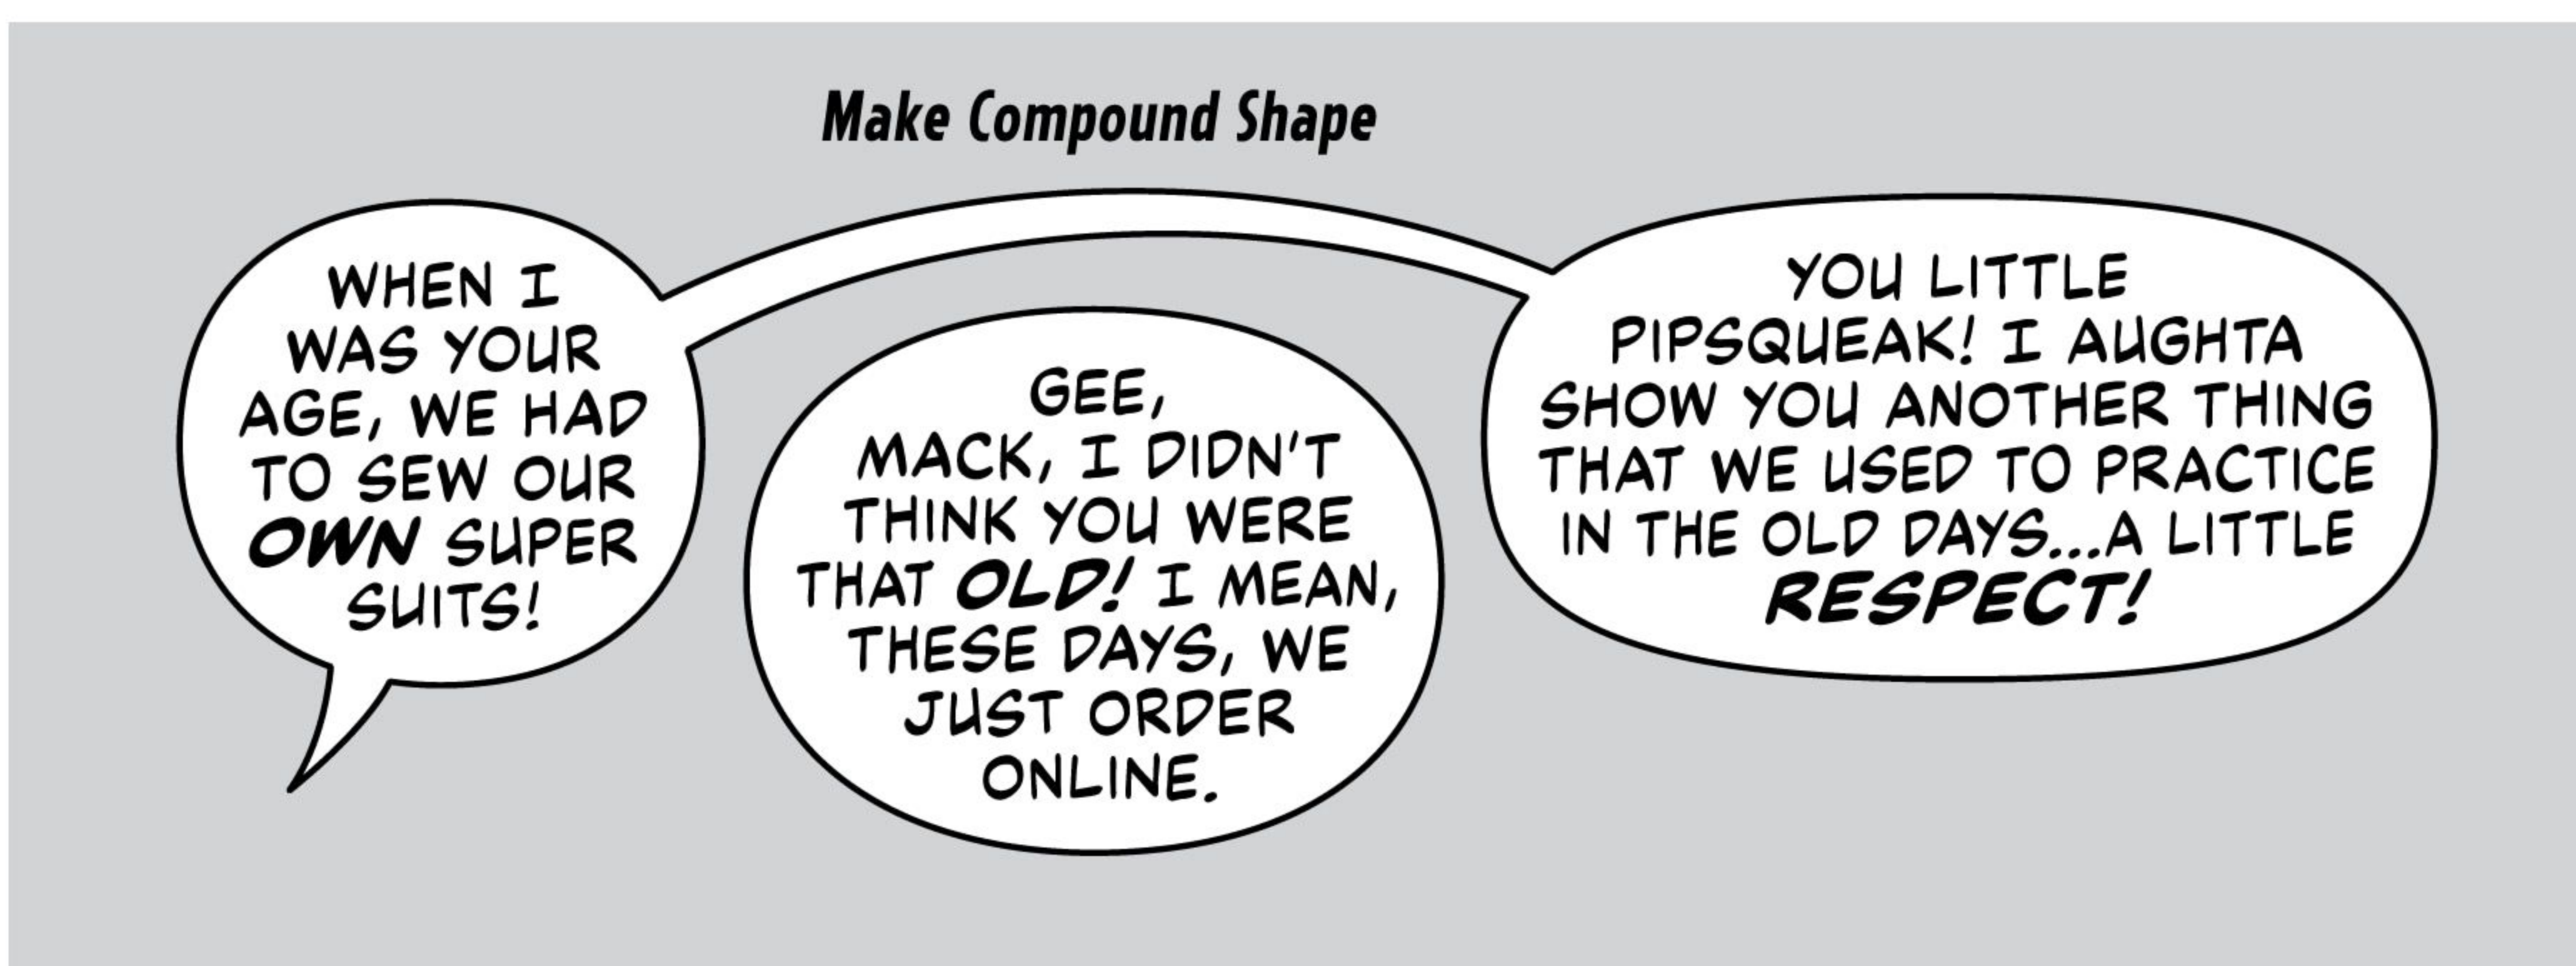 Make Compound Shape
WHEN I
WAS YOUR
AGE, WE HAD
TO SEW OUR
OWN SUPER
SUITS!
GEE,
MACK, I DIDN'T
THINK YOU WERE
THAT OLD! I MEAN,
THESE DAYS, WE
JUST ORDER
ONLINE.
YOU LITTLE
PIPSQUEAK! I AUGHTA
SHOW YOU ANOTHER THING
THAT WE USED TO PRACTICE
IN THE OLD DAYS...A LITTLE
RESPECT!